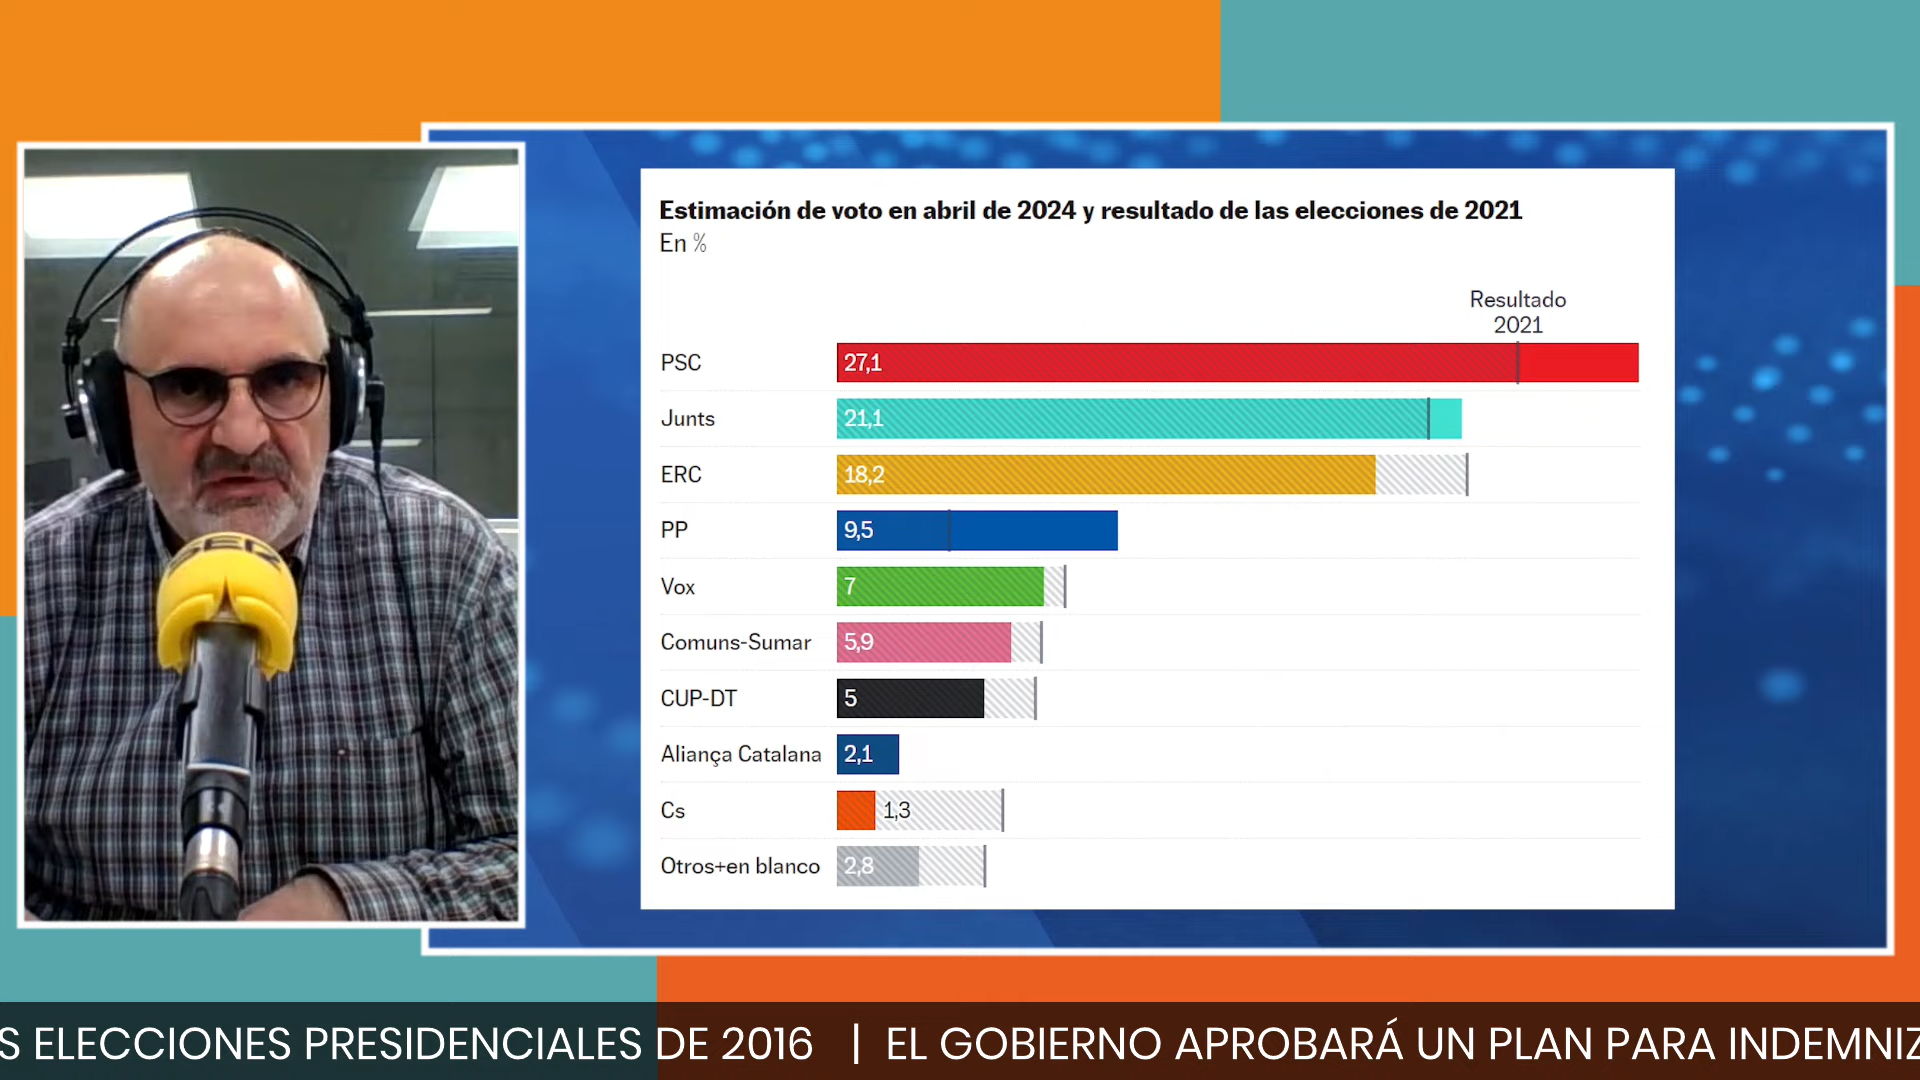 Estimación de voto en abril de 2024 y resultado de las elecciones de 2021
En %
Resultado
2021
PSC 27,1
Junts 21,1
ERC 18,2
PP 9,5
Vox 7
Comuns-Sumar 5,9
CUP-DT 5
Aliança Catalana 2,1
Cs 1,3
Otros+en blanco 2,8
SER
S ELECCIONES PRESIDENCIALES DE 2016 | EL GOBIERNO APROBARÁ UN PLAN PARA INDEMNIZ